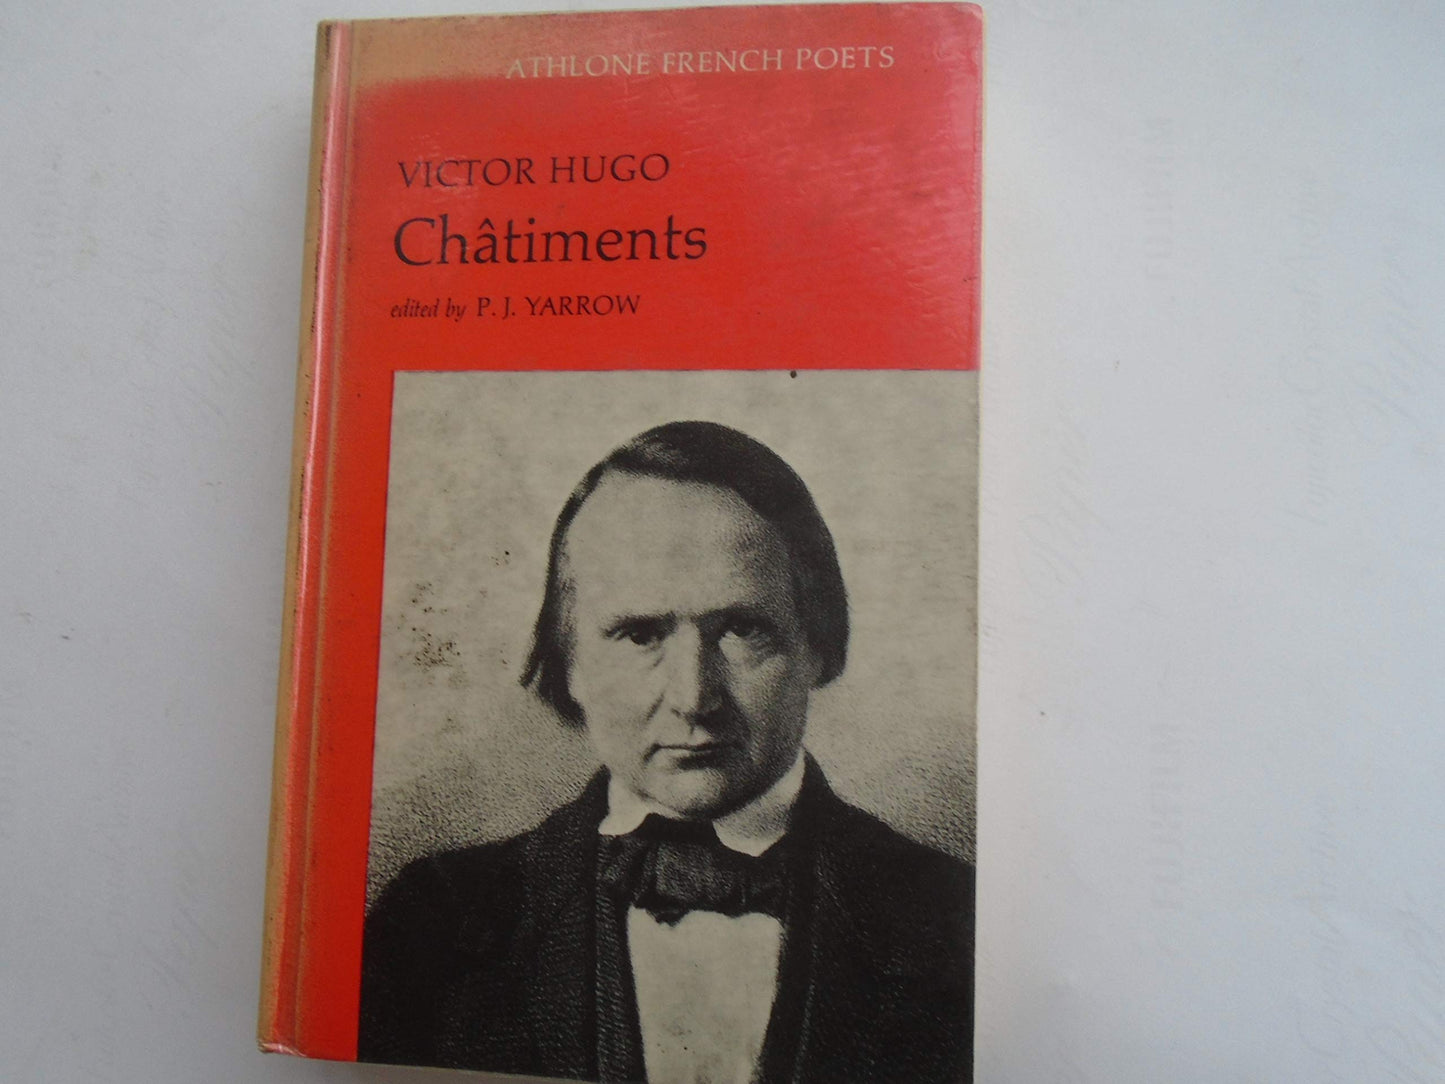 ATHLONE FRENCH POETS
VICTOR HUGO
Châtiments
edited by P. J. YARROW